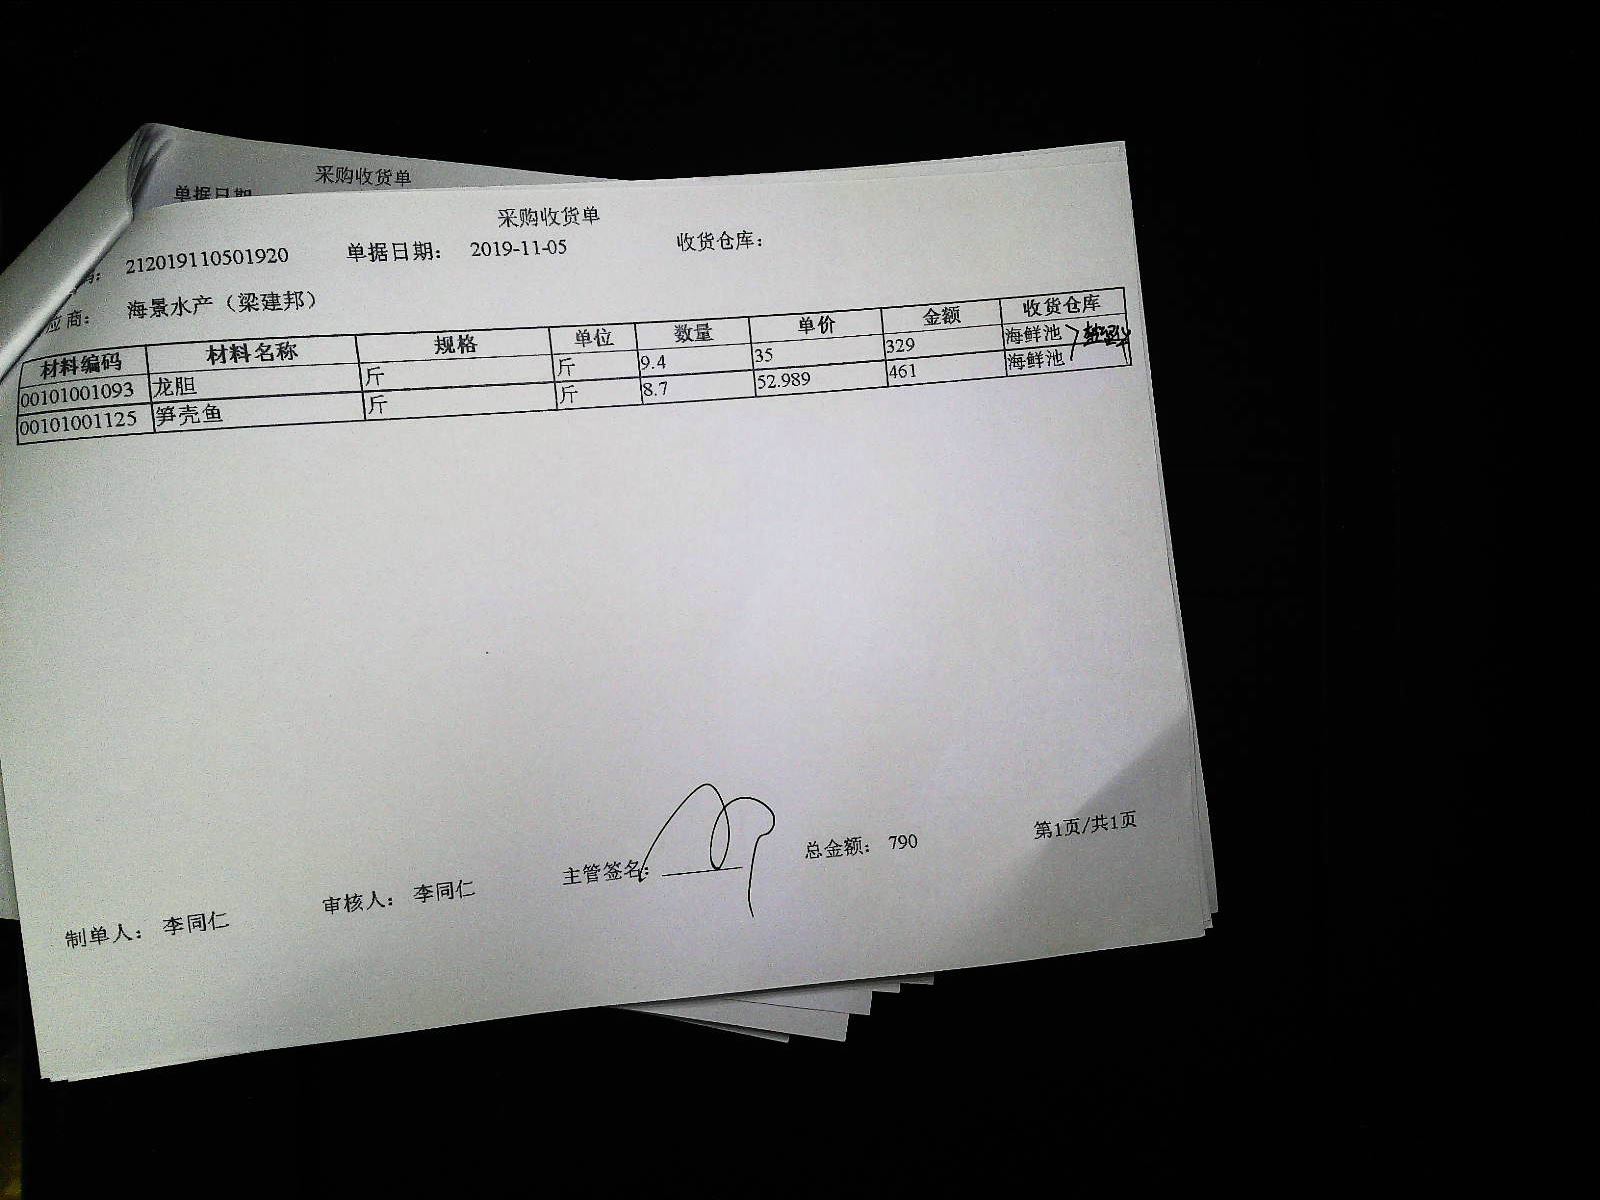 采购收货单
单据日期
采购收货单
212019110501920 单据日期： 2019-11-05 收货仓库：
应商： 海景水产（梁建邦）
材料编码 材料名称 规格 单位 数量 单价 金额 收货仓库
00101001093 龙胆 斤 斤 9.4 35 329 海鲜池
00101001125 笋壳鱼 斤 斤 8.7 52.989 461 海鲜池
制单人： 李同仁 审核人： 李同仁 主管签名： 总金额： 790 第1页/共1页